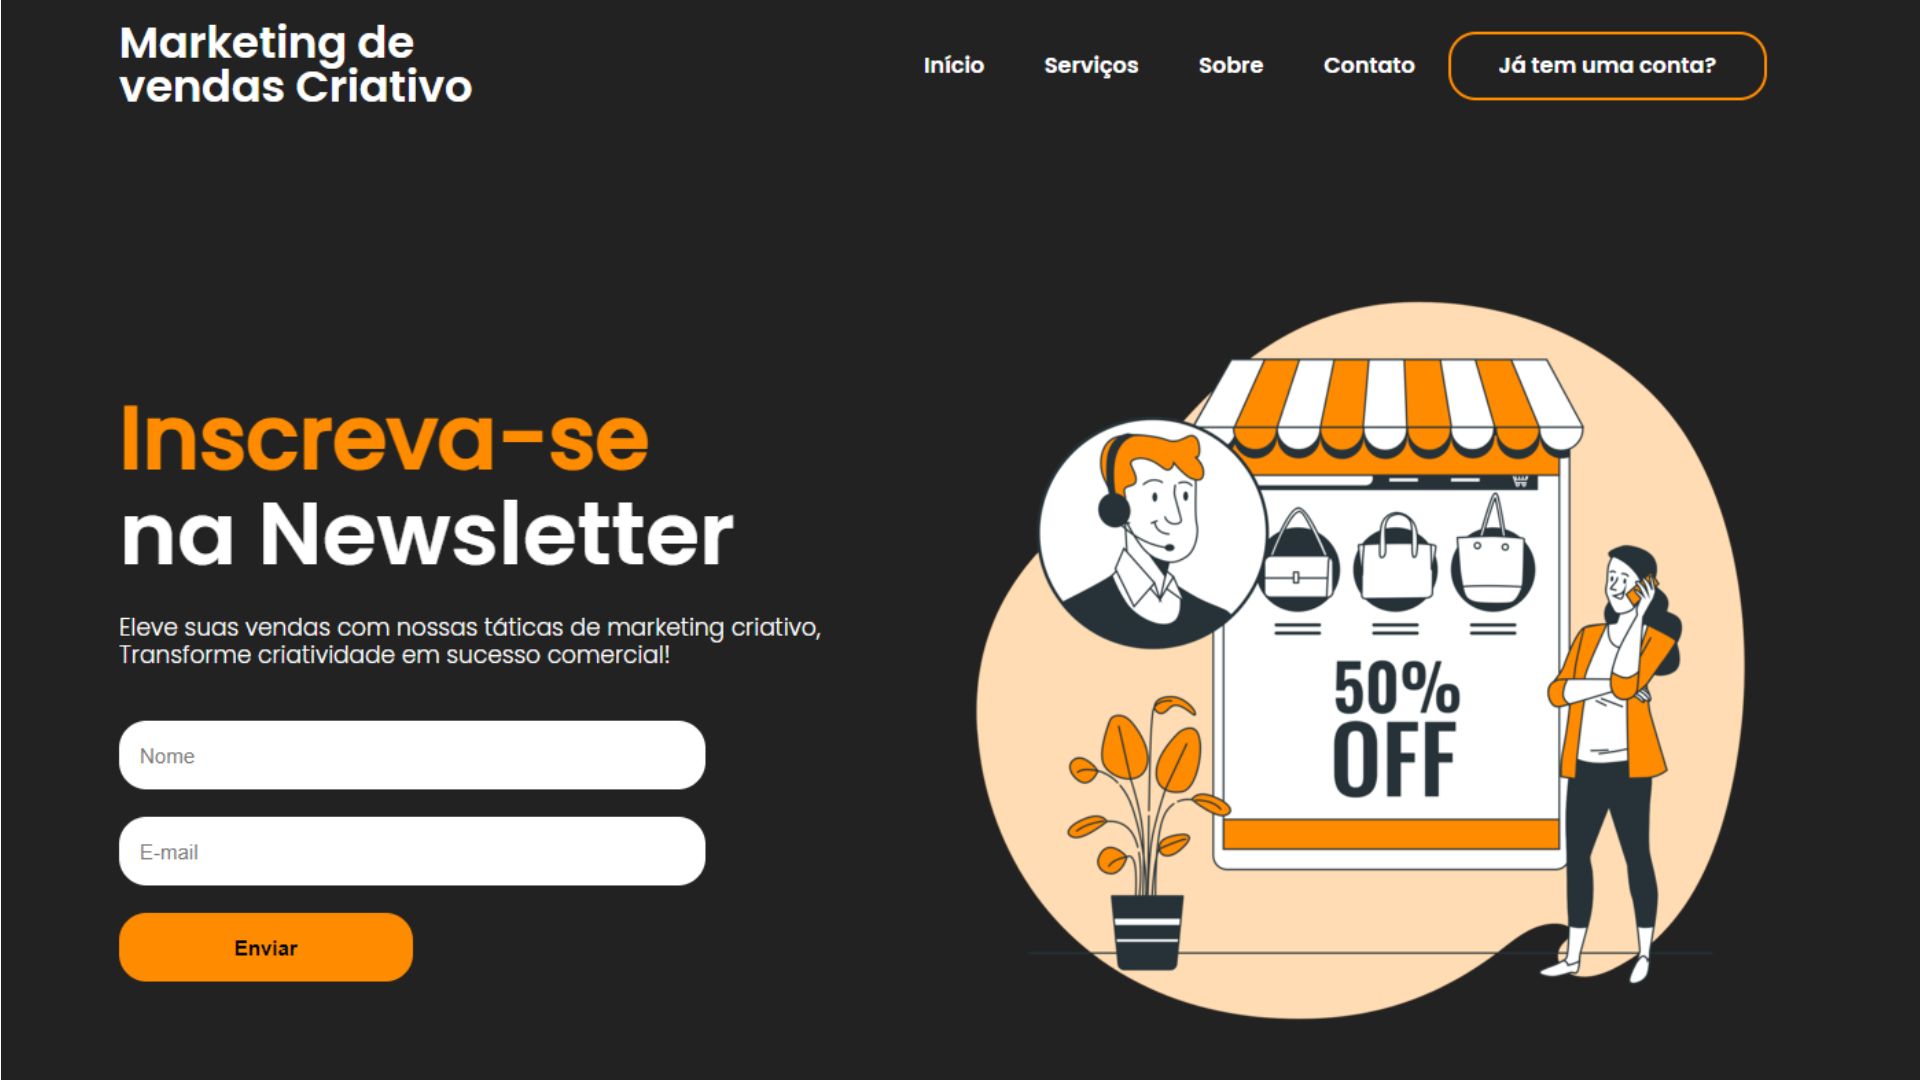 Marketing de
vendas Criativo
Início
Serviços
Sobre
Contato
Já tem uma conta?
Inscreva-se
na Newsletter
Eleve suas vendas com nossas táticas de marketing criativo,
Transforme criatividade em sucesso comercial!
Nome
E-mail
Enviar
50%
OFF